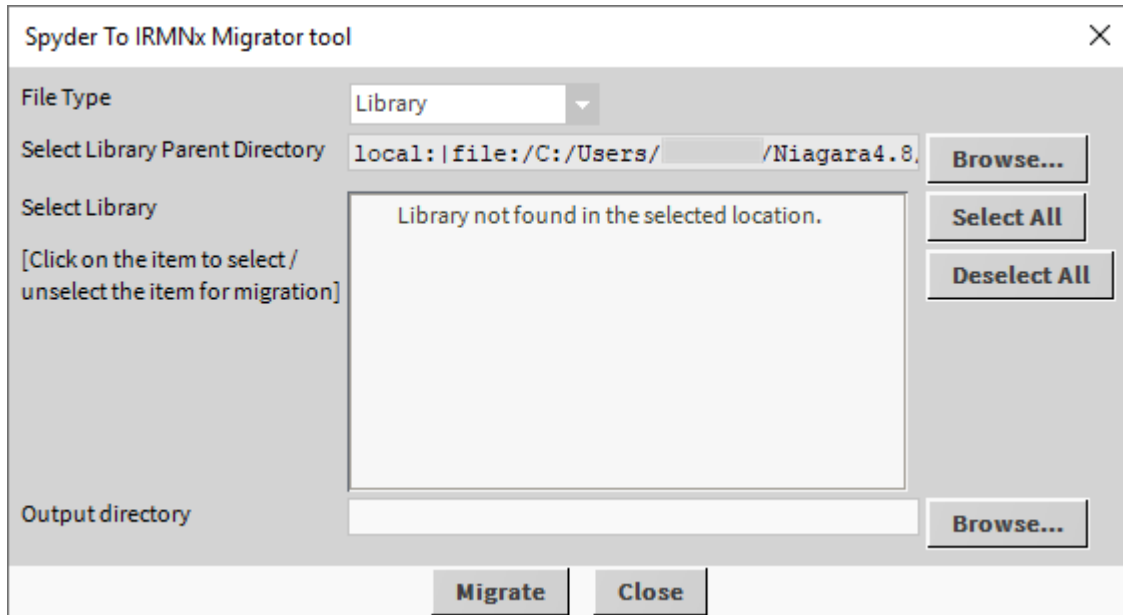 Spyder To IRMNx Migrator tool
File Type
Library
Select Library Parent Directory
local:|file:/C:/Users/ /Niagara4.8/
Browse...
Select Library
Library not found in the selected location.
Select All
[Click on the item to select /
unselect the item for migration]
Deselect All
Output directory
Browse...
Migrate
Close